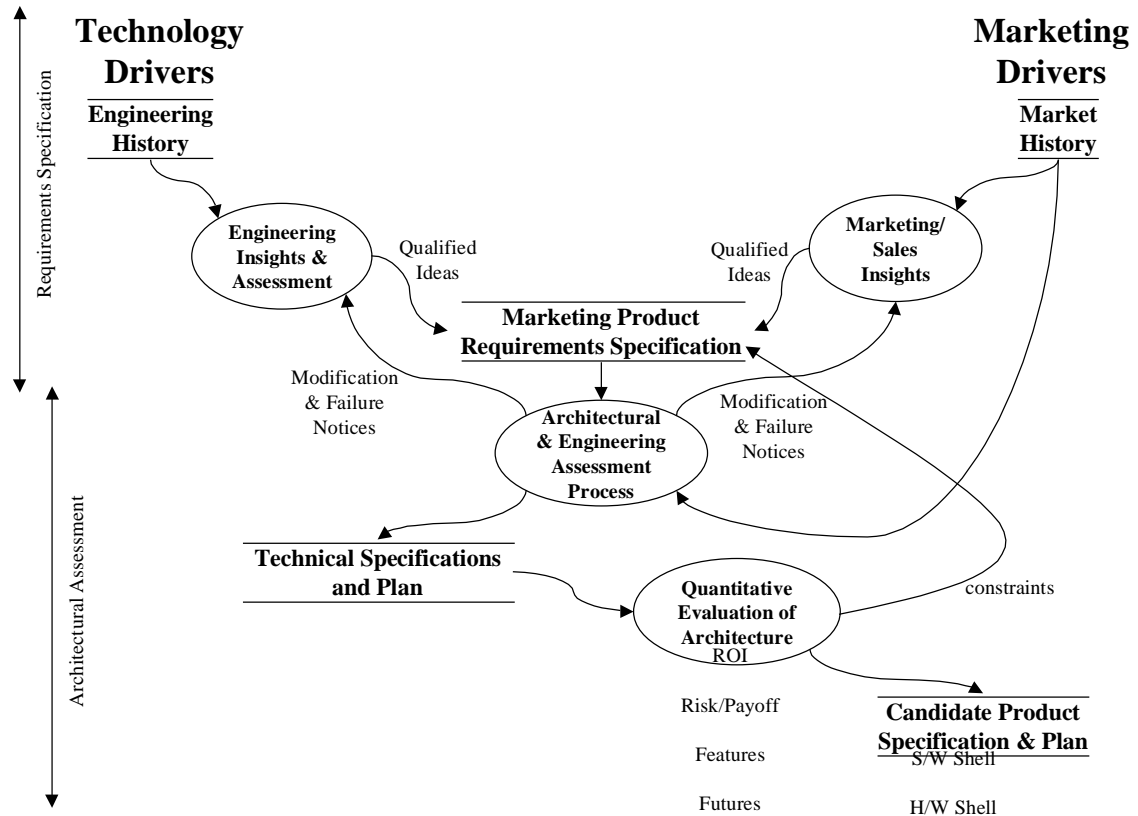 Technology
Drivers
Marketing
Drivers
Requirements Specification
Engineering
History
Market
History
Engineering
Insights &
Assessment
Qualified
Ideas
Qualified
Ideas
Marketing/
Sales
Insights
Marketing Product
Requirements Specification
Modification
& Failure
Notices
Architectural
& Engineering
Assessment
Process
Modification
& Failure
Notices
Architectural Assessment
Technical Specifications
and Plan
Quantitative
Evaluation of
Architecture
ROI
constraints
Risk/Payoff
Features
Futures
Candidate Product
Specification & Plan
S/W Shell
H/W Shell